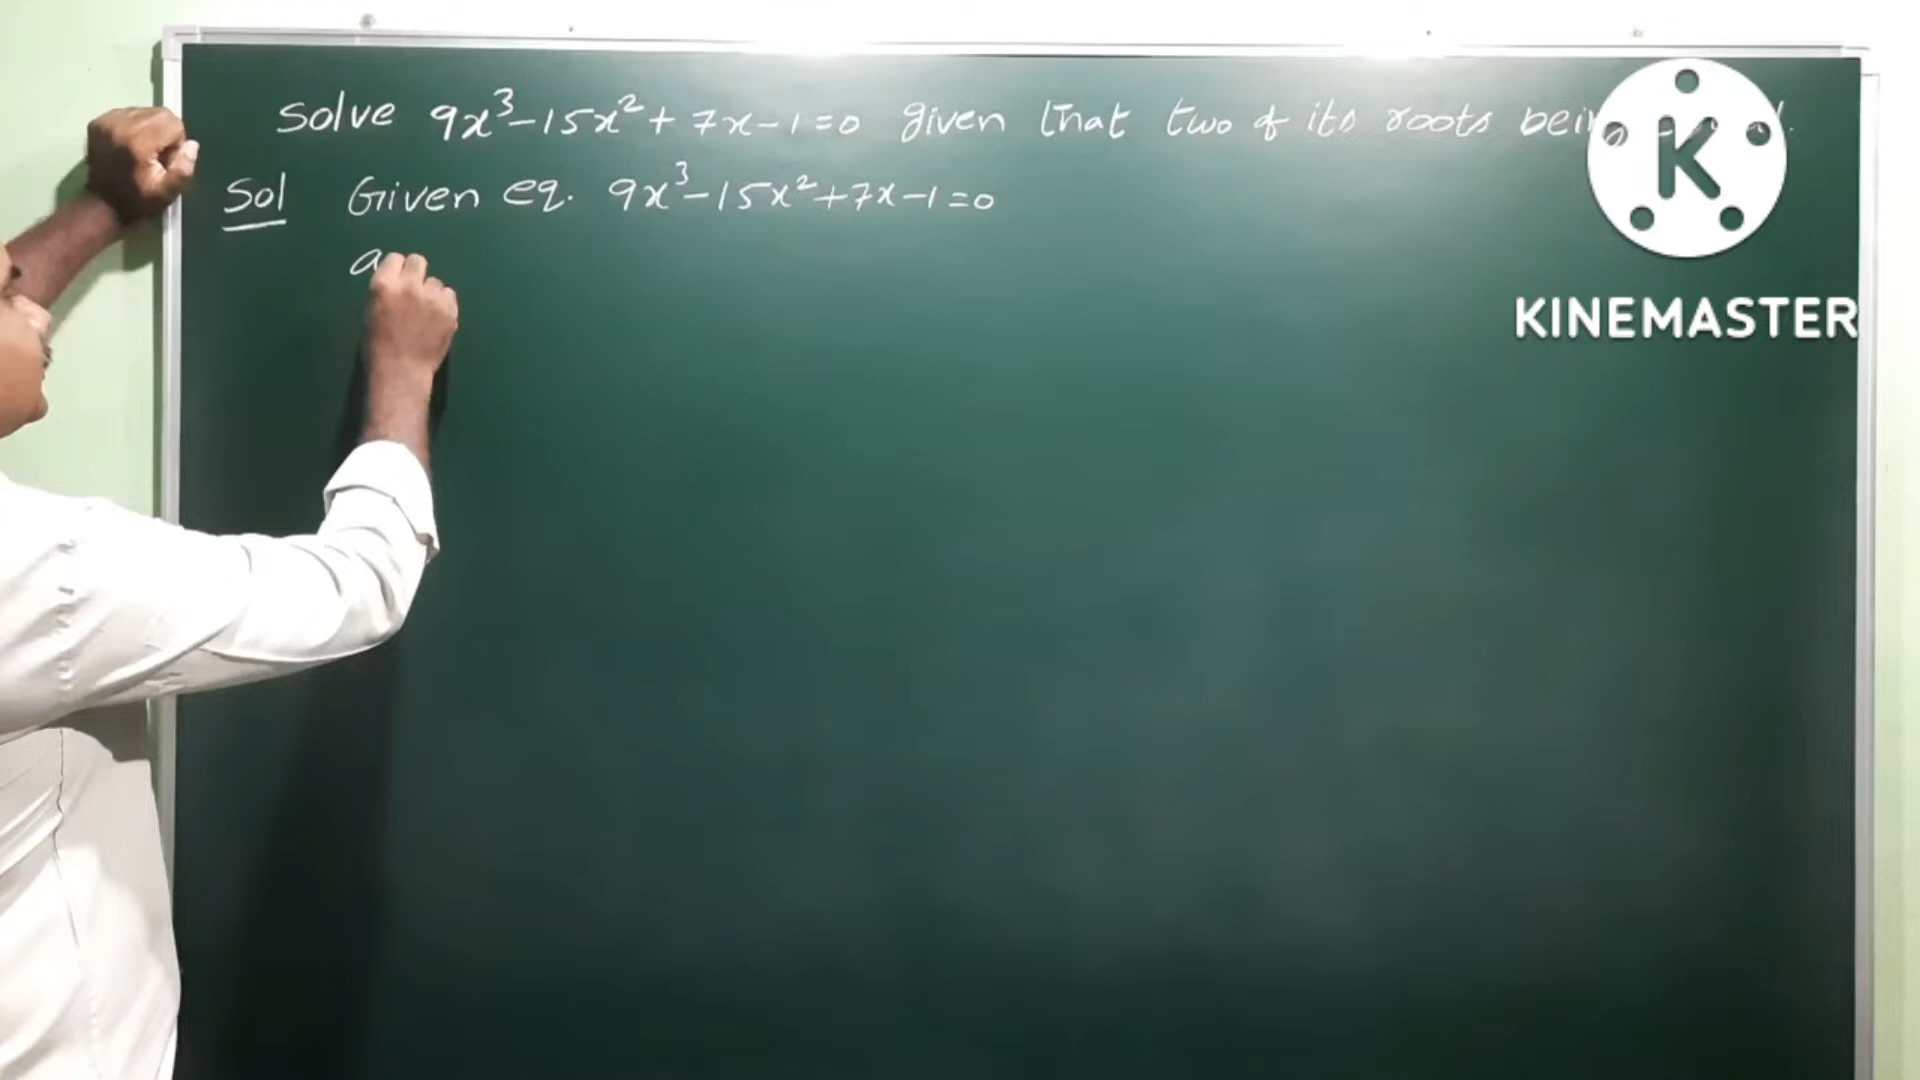 Solve 9x³-15x²+7x-1=0 given that two of its roots being
Sol Given eq. 9x³-15x²+7x-1=0
a
K
KINEMASTER